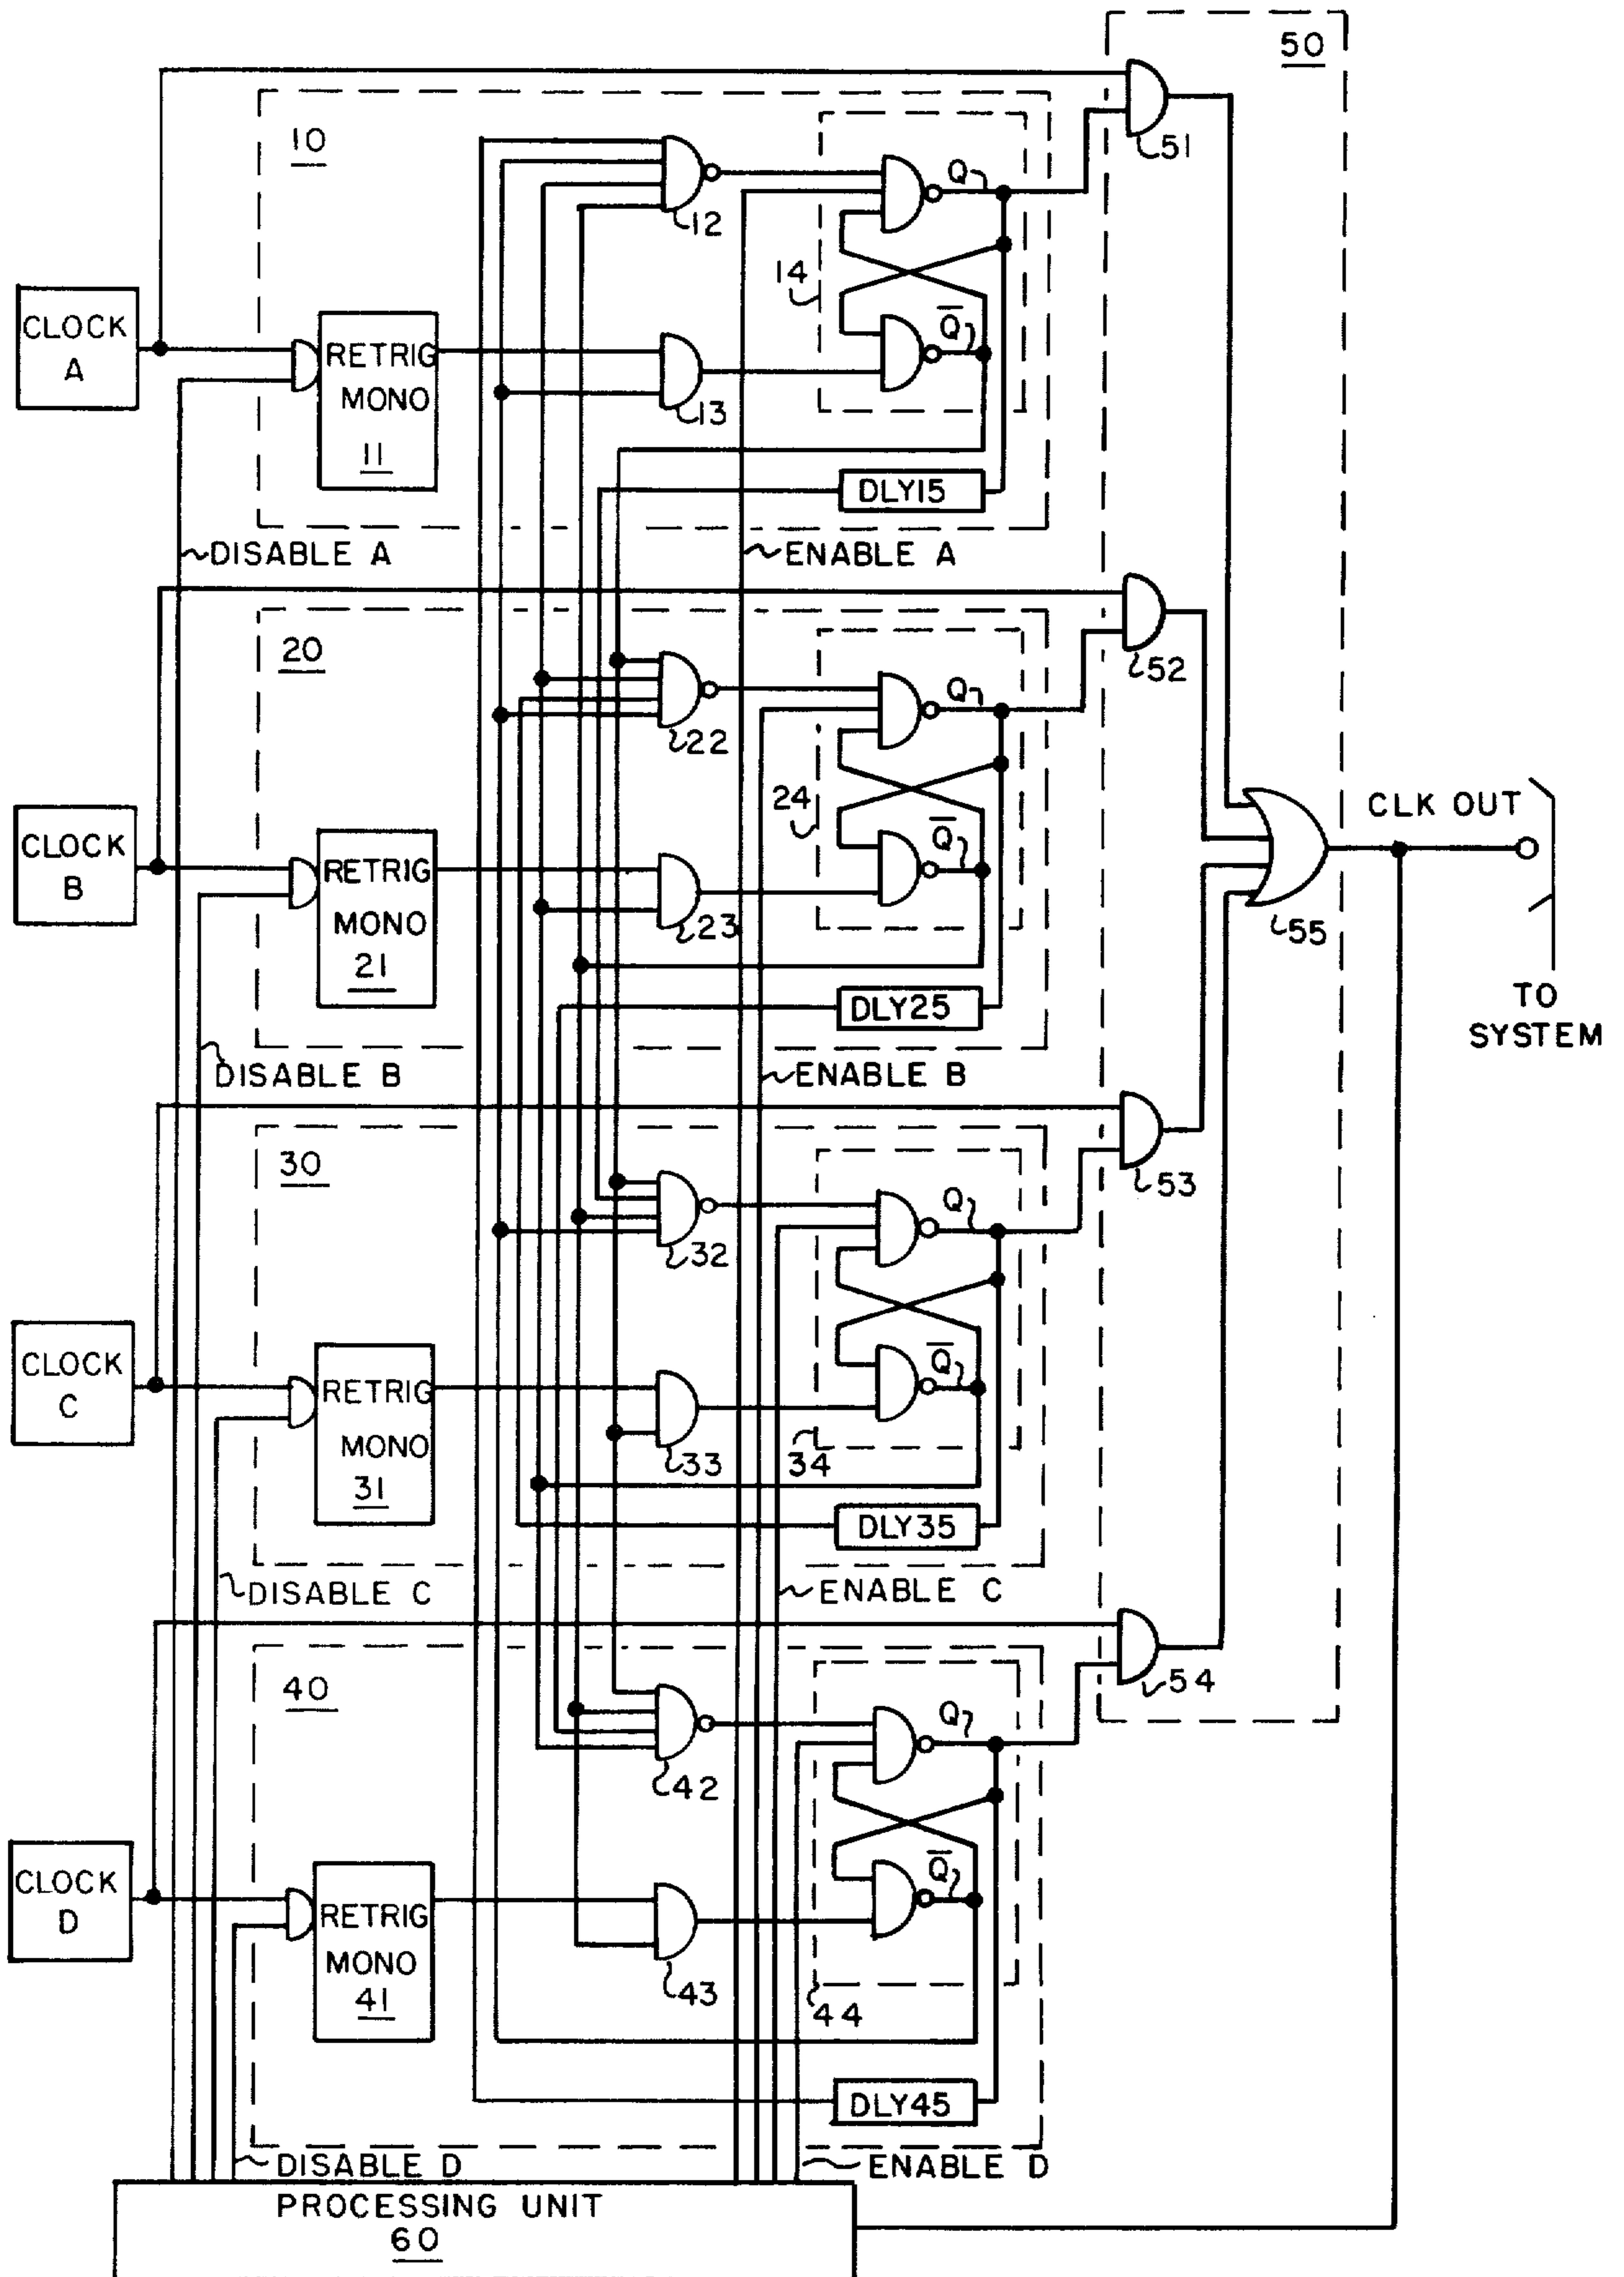 50
51
10
12
Q
14
CLOCK
A
RETRIG
MONO
11
13
Q̅
DLY15
DISABLE A
ENABLE A
52
20
22
Q
24
CLK OUT
CLOCK
B
RETRIG
MONO
21
23
Q̅
55
DLY25
TO
SYSTEM
DISABLE B
ENABLE B
53
30
32
Q
CLOCK
C
RETRIG
MONO
31
33
Q̅
34
DLY35
DISABLE C
ENABLE C
54
40
42
Q
CLOCK
D
RETRIG
MONO
41
43
Q̅
44
DLY45
DISABLE D
ENABLE D
PROCESSING UNIT
60